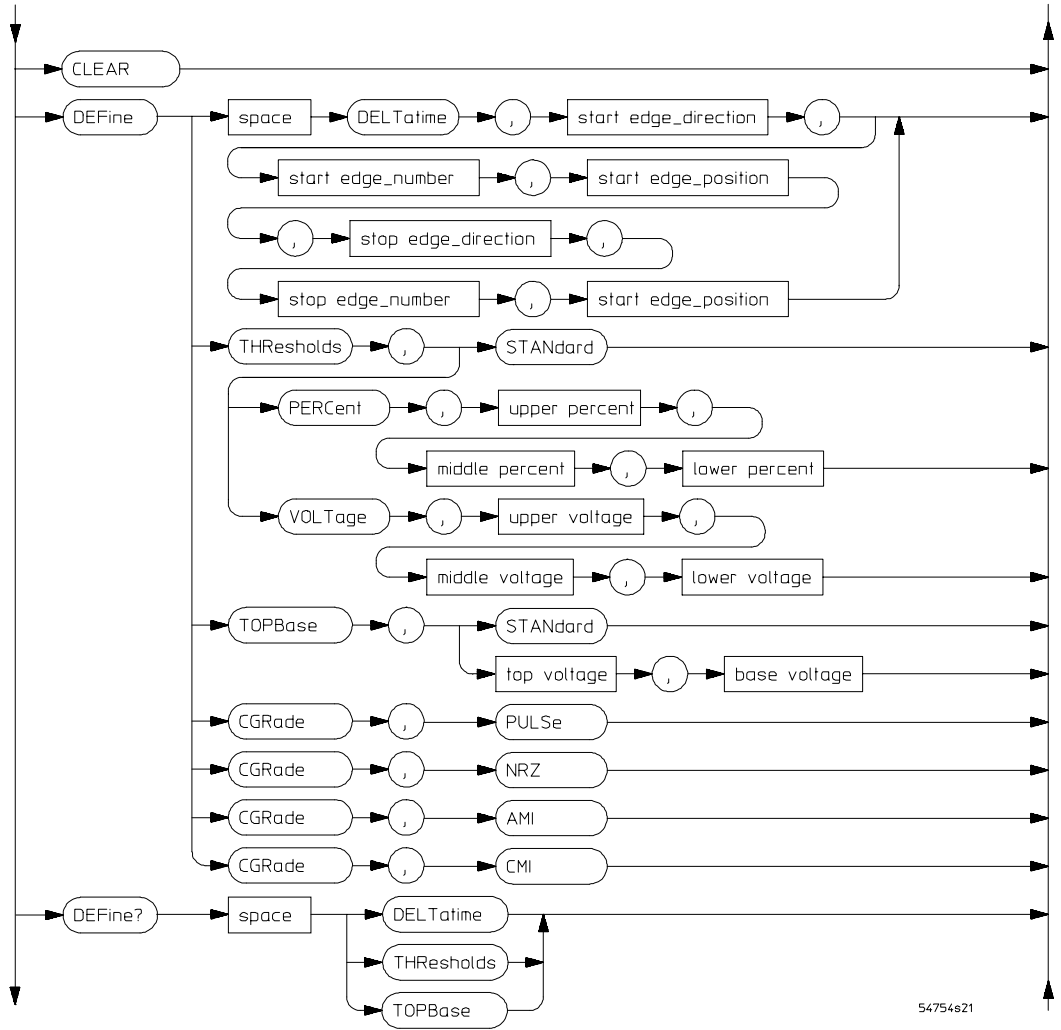 CLEAR
DEFine space DELTatime , start edge_direction ,
start edge_number , start edge_position
, stop edge_direction ,
stop edge_number , start edge_position
THResholds , STANdard
PERCent , upper percent ,
middle percent , lower percent
VOLTage , upper voltage ,
middle voltage , lower voltage
TOPBase , STANdard
top voltage , base voltage
CGRade , PULSe
CGRade , NRZ
CGRade , AMI
CGRade , CMI
DEFine? space DELTatime
THResholds
TOPBase
54754s21